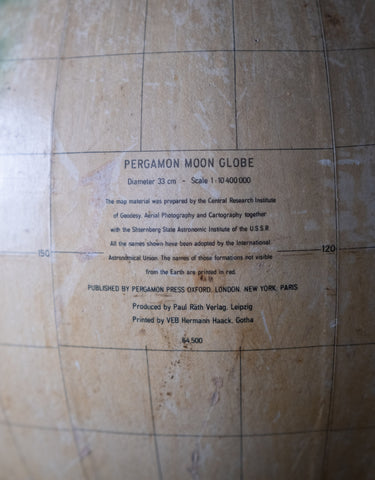 PERGAMON MOON GLOBE
Diameter 33 cm – Scale 1:10 400 000
The map material was prepared by the Central Research Institute
of Geodesy, Aerial Photography and Cartography together
with the Shternberg State Astronomic Institute of the U.S.S.R.
All the names shown have been adopted by the International
150 Astronomical Union. The names of those formations not visible 120
from the Earth are printed in red.
PUBLISHED BY PERGAMON PRESS OXFORD, LONDON, NEW YORK, PARIS
Produced by Paul Räth Verlag, Leipzig
Printed by VEB Hermann Haack, Gotha
64,500